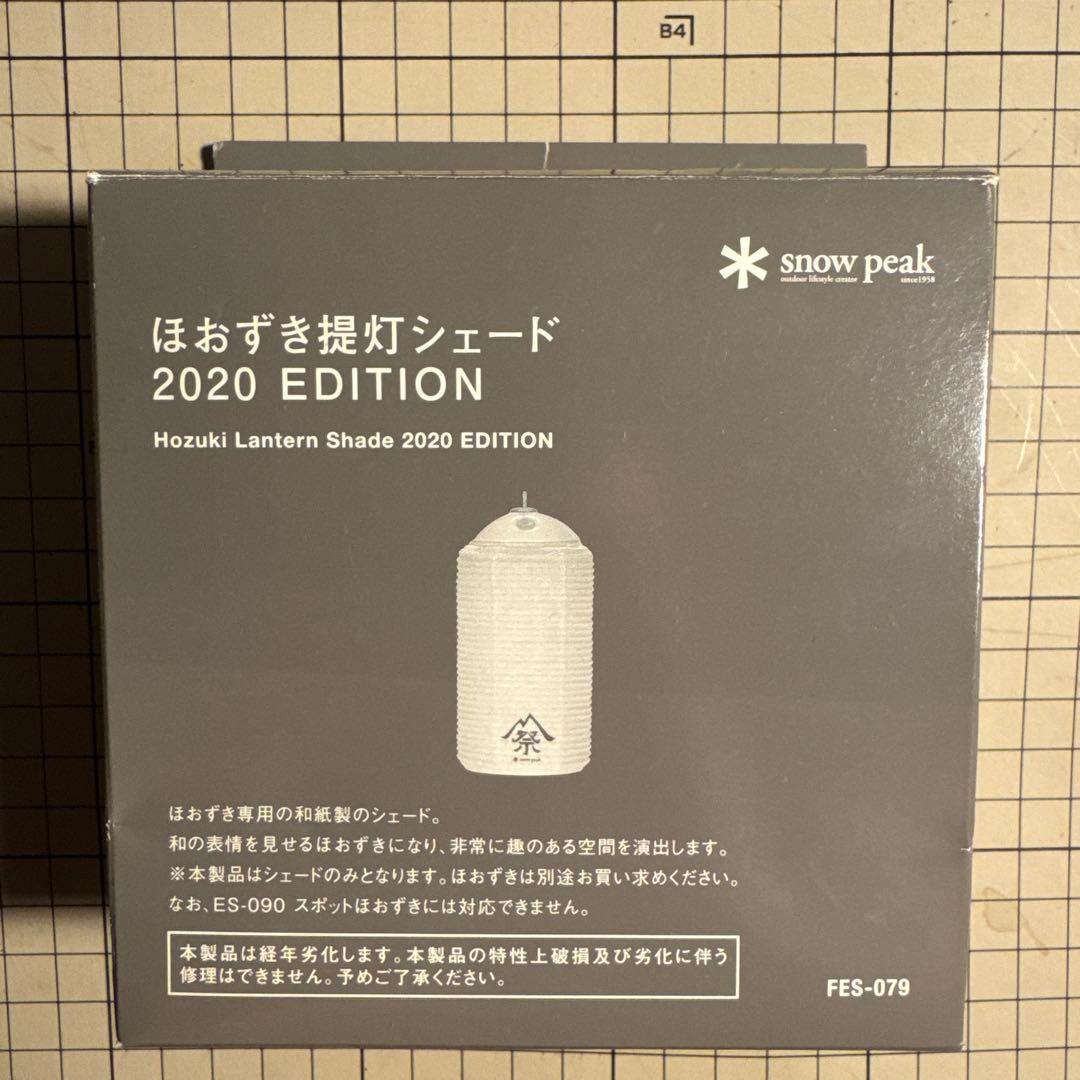 B4
snow peak
outdoor lifestyle creator since1958
ほおずき提灯シェード
2020 EDITION
Hozuki Lantern Shade 2020 EDITION
祭
snow peak
ほおずき専用の和紙製のシェード。
和の表情を見せるほおずきになり、非常に趣のある空間を演出します。
※本製品はシェードのみとなります。ほおずきは別途お買い求めください。
なお、ES-090 スポットほおずきには対応できません。
本製品は経年劣化します。本製品の特性上破損及び劣化に伴う
修理はできません。予めご了承ください。
FES-079